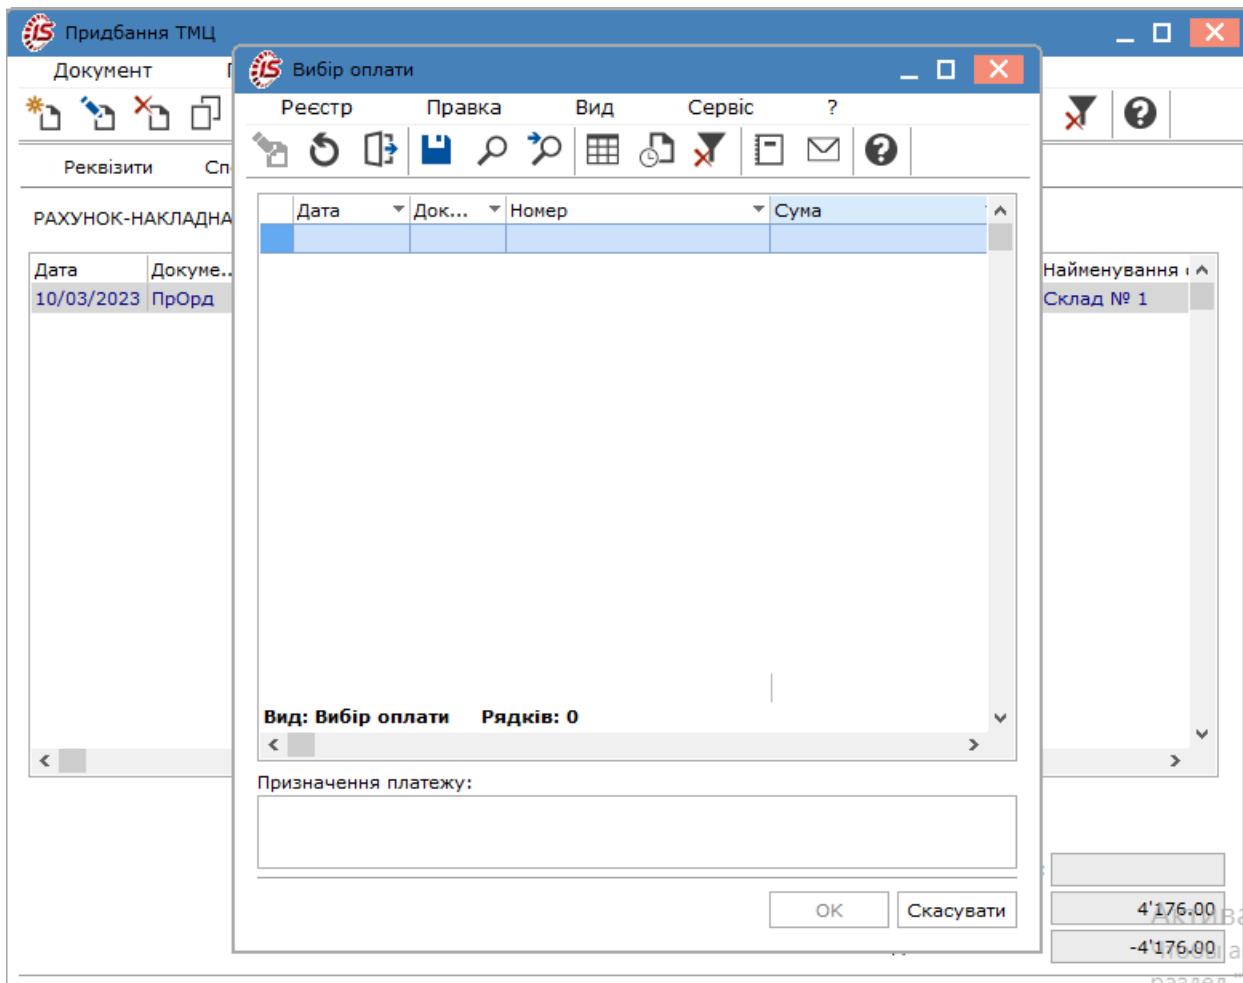 Придбання ТМЦ
Документ
Вибір оплати
Реєстр Правка Вид Сервіс ?
Реквізити
РАХУНОК-НАКЛАДНА
Дата Док... Номер Сума
Дата Докуме.. Найменування
10/03/2023 ПрОрд Склад № 1
Вид: Вибір оплати Рядків: 0
Призначення платежу:
ОК Скасувати
4'176.00
-4'176.00